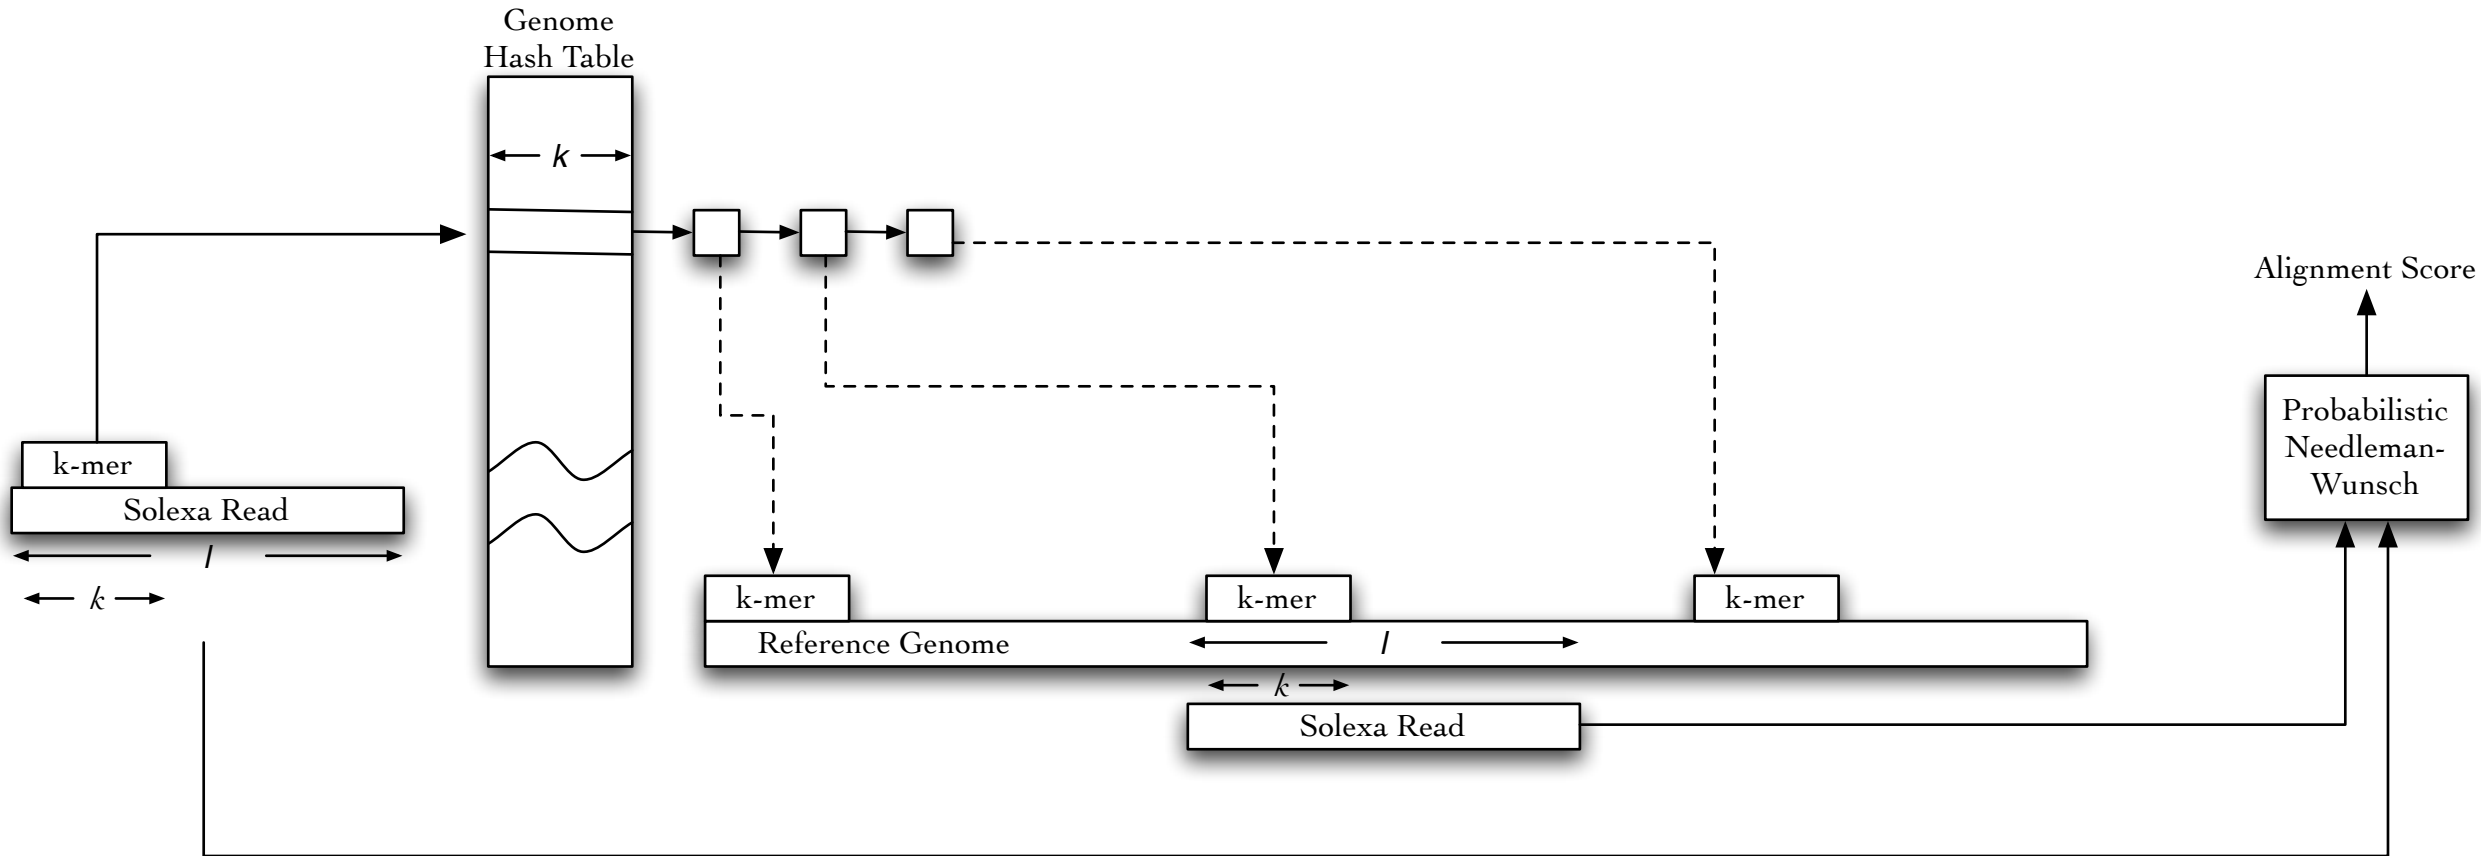 Genome
Hash Table
k
k-mer
Solexa Read
l
k
k-mer
k-mer
k-mer
Reference Genome
l
k
Solexa Read
Alignment Score
Probabilistic
Needleman-
Wunsch